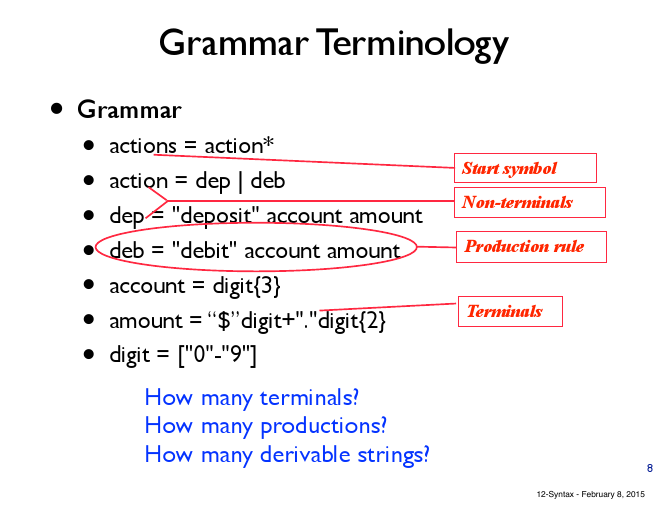 Grammar Terminology
• Grammar
• actions = action*
Start symbol
• action = dep | deb
Non-terminals
• dep = "deposit" account amount
• deb = "debit" account amount
Production rule
• account = digit{3}
• amount = “$”digit+"."digit{2}
Terminals
• digit = ["0"-"9"]
How many terminals?
How many productions?
How many derivable strings?
8
12-Syntax - February 8, 2015